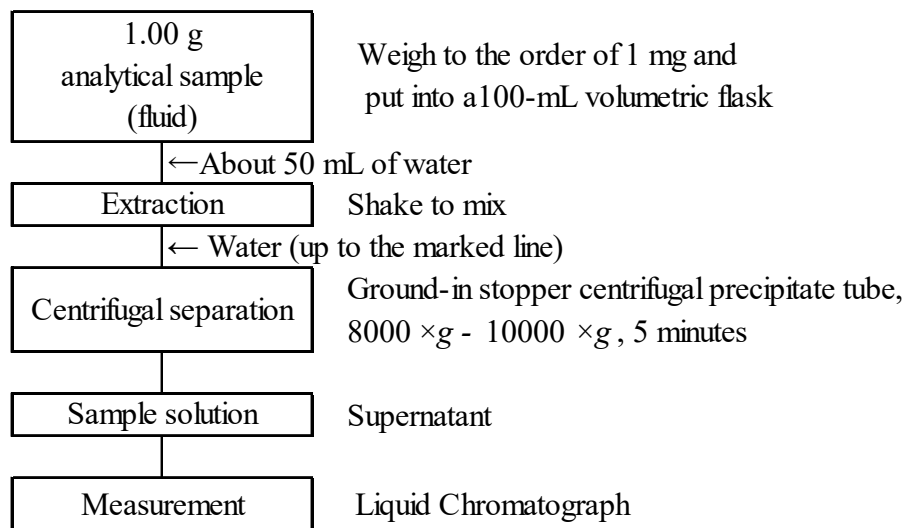 1.00 g
analytical sample
(fluid)
Weigh to the order of 1 mg and
put into a100-mL volumetric flask
←About 50 mL of water
Extraction
Shake to mix
← Water (up to the marked line)
Centrifugal separation
Ground-in stopper centrifugal precipitate tube,
8000 ×g - 10000 ×g , 5 minutes
Sample solution
Supernatant
Measurement
Liquid Chromatograph